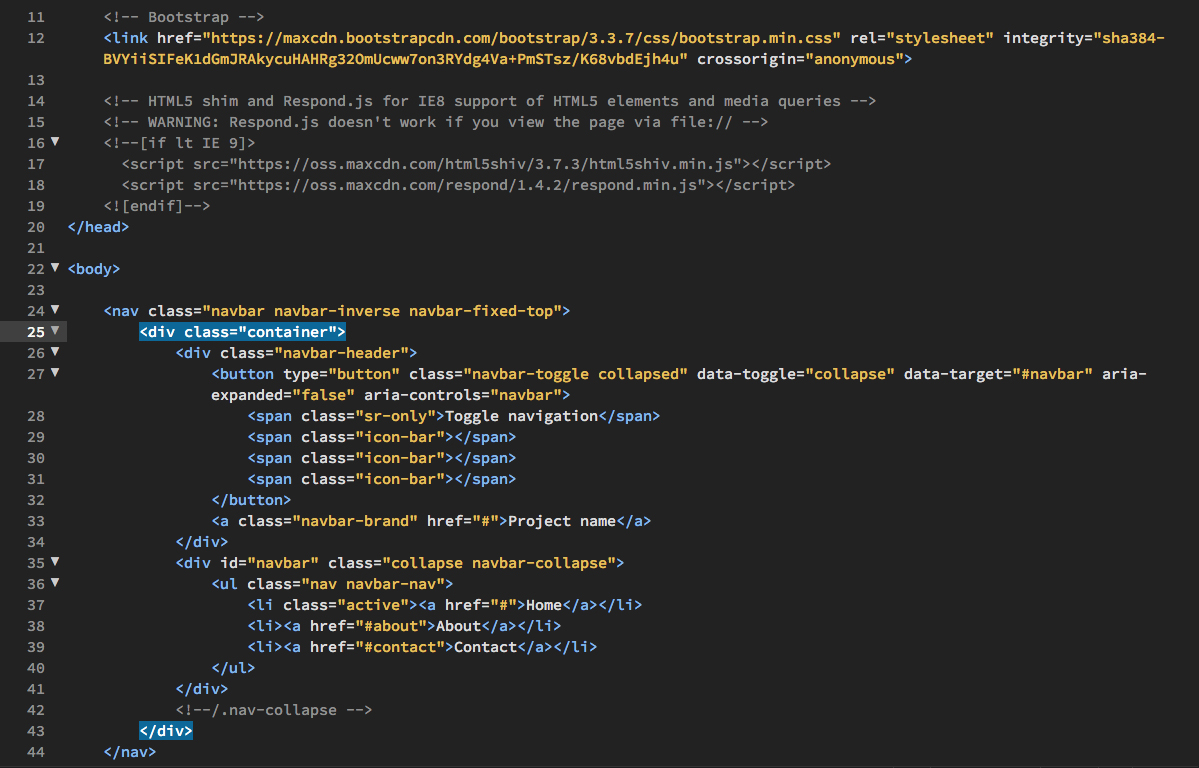 11 <!-- Bootstrap -->
12 <link href="https://maxcdn.bootstrapcdn.com/bootstrap/3.3.7/css/bootstrap.min.css" rel="stylesheet" integrity="sha384-
BVYiiSIFeK1dGmJRAkycuHAHRg32OmUcww7on3RYdg4Va+PmSTsz/K68vbdEjh4u" crossorigin="anonymous">
13
14 <!-- HTML5 shim and Respond.js for IE8 support of HTML5 elements and media queries -->
15 <!-- WARNING: Respond.js doesn't work if you view the page via file:// -->
16 <!--[if lt IE 9]>
17 <script src="https://oss.maxcdn.com/html5shiv/3.7.3/html5shiv.min.js"></script>
18 <script src="https://oss.maxcdn.com/respond/1.4.2/respond.min.js"></script>
19 <![endif]-->
20 </head>
21
22 <body>
23
24 <nav class="navbar navbar-inverse navbar-fixed-top">
25 <div class="container">
26 <div class="navbar-header">
27 <button type="button" class="navbar-toggle collapsed" data-toggle="collapse" data-target="#navbar" aria-
expanded="false" aria-controls="navbar">
28 <span class="sr-only">Toggle navigation</span>
29 <span class="icon-bar"></span>
30 <span class="icon-bar"></span>
31 <span class="icon-bar"></span>
32 </button>
33 <a class="navbar-brand" href="#">Project name</a>
34 </div>
35 <div id="navbar" class="collapse navbar-collapse">
36 <ul class="nav navbar-nav">
37 <li class="active"><a href="#">Home</a></li>
38 <li><a href="#about">About</a></li>
39 <li><a href="#contact">Contact</a></li>
40 </ul>
41 </div>
42 <!--/.nav-collapse -->
43 </div>
44 </nav>